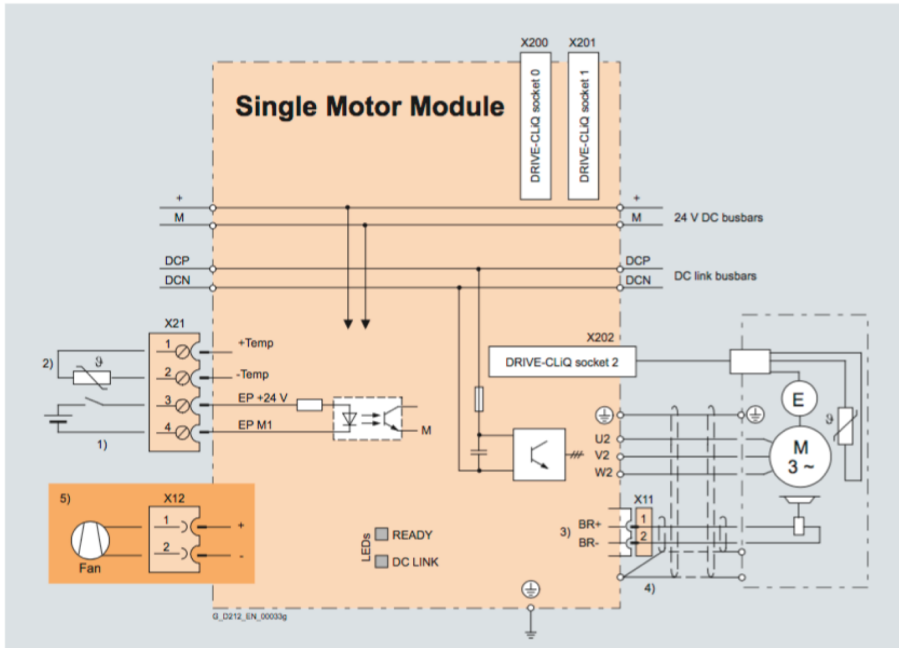 X200 X201
DRIVE-CLiQ socket 0
DRIVE-CLiQ socket 1
Single Motor Module
+ +
M M 24 V DC busbars
DCP DCP
DCN DCN DC link busbars
X21
1 +Temp
2) ϑ
2 -Temp
3 EP +24 V
4 EP M1
M
1)
X202
DRIVE-CLiQ socket 2
E
ϑ
U2
V2
W2
M
3 ~
5) X12
1 +
2 -
Fan
LEDs
READY
DC LINK
X11
3) BR+ 1
BR- 2
4)
G_D212_EN_00033g